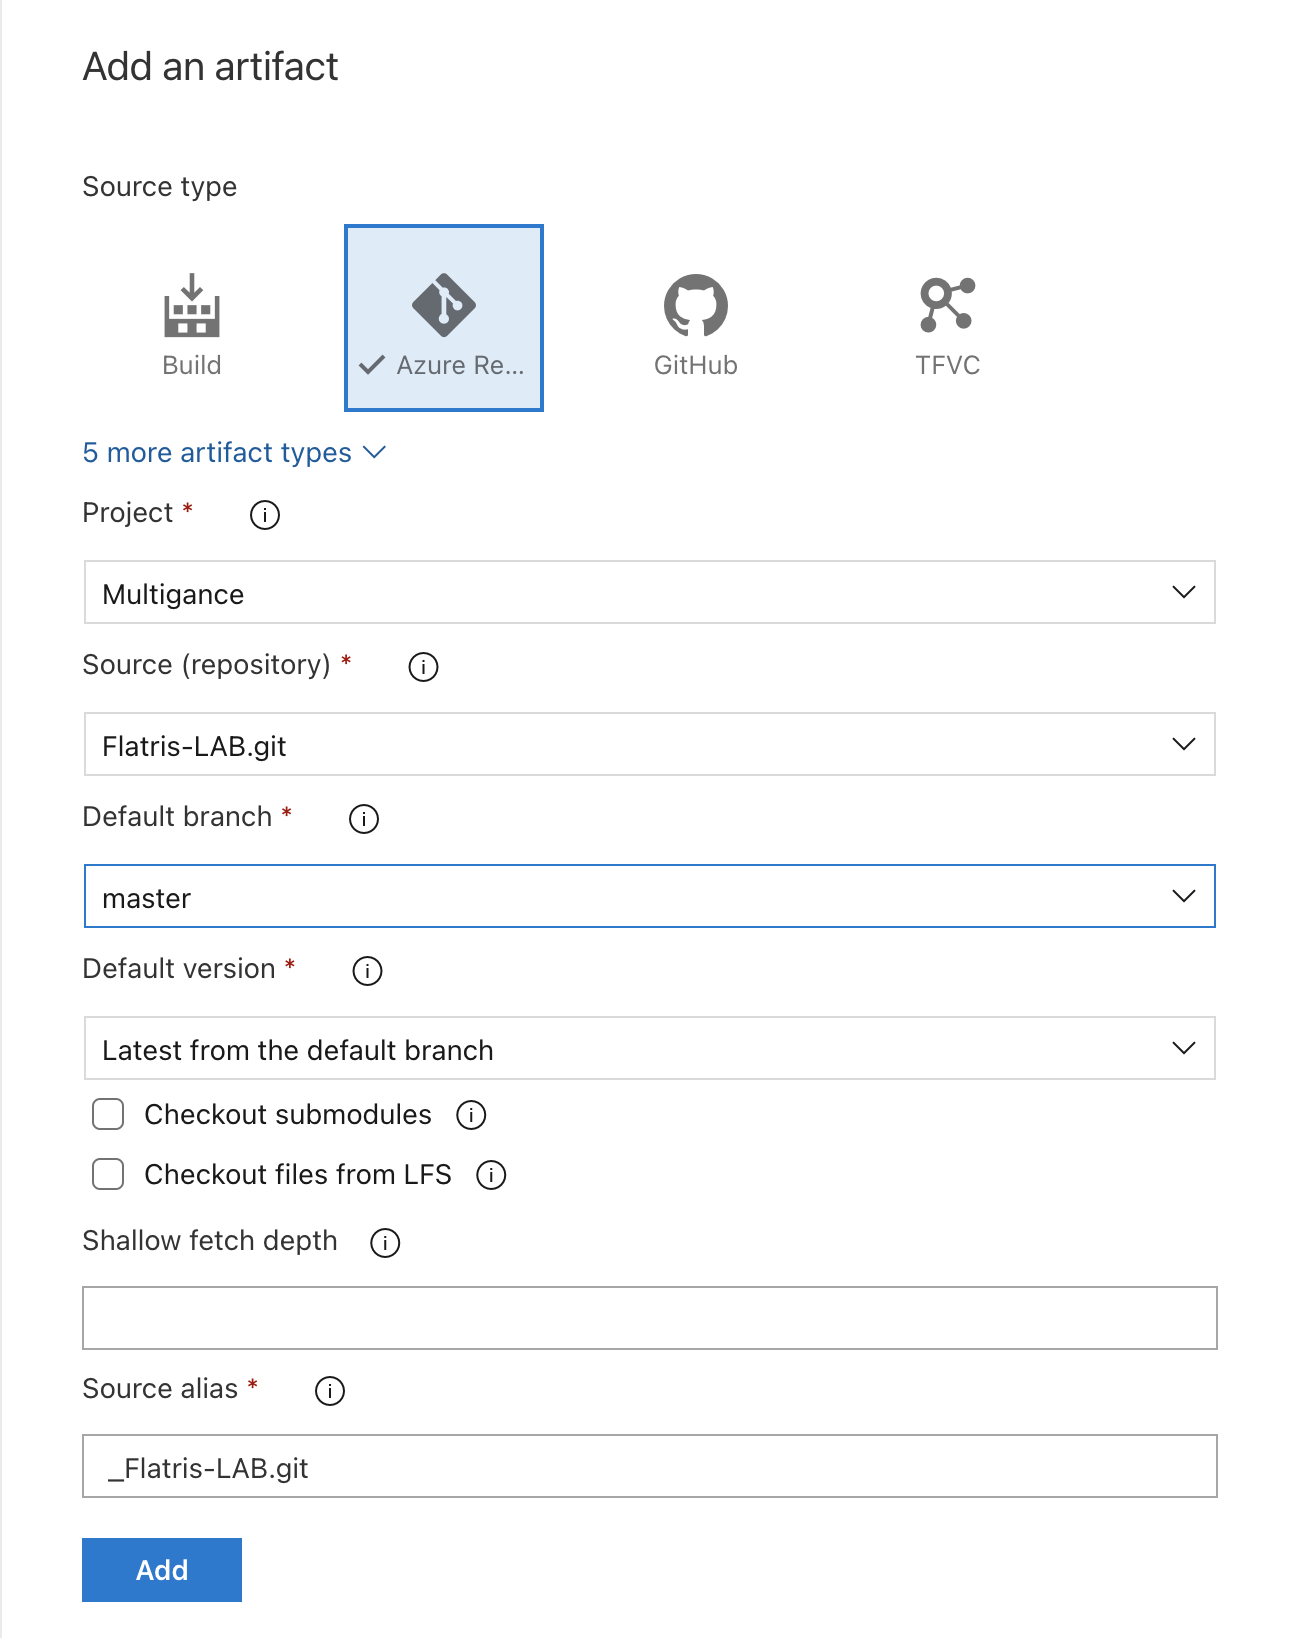 Add an artifact
Source type
Build
Azure Re...
GitHub
TFVC
5 more artifact types
Project *
Multigance
Source (repository) *
Flatris-LAB.git
Default branch *
master
Default version *
Latest from the default branch
Checkout submodules
Checkout files from LFS
Shallow fetch depth
Source alias *
_Flatris-LAB.git
Add